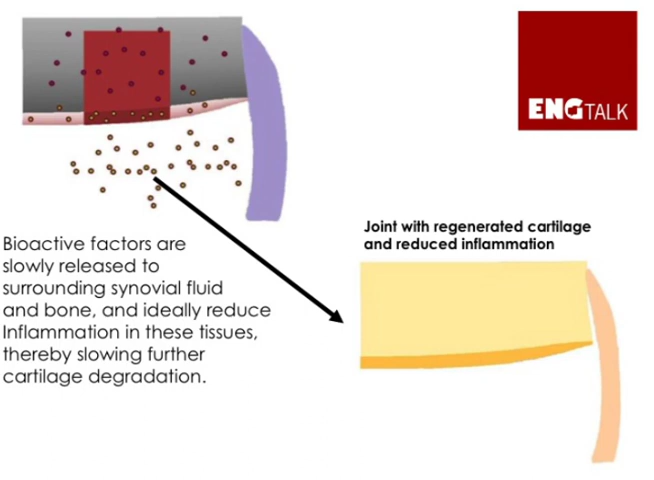 ENGTALK
Bioactive factors are
slowly released to
surrounding synovial fluid
and bone, and ideally reduce
Inflammation in these tissues,
thereby slowing further
cartilage degradation.
Joint with regenerated cartilage
and reduced inflammation